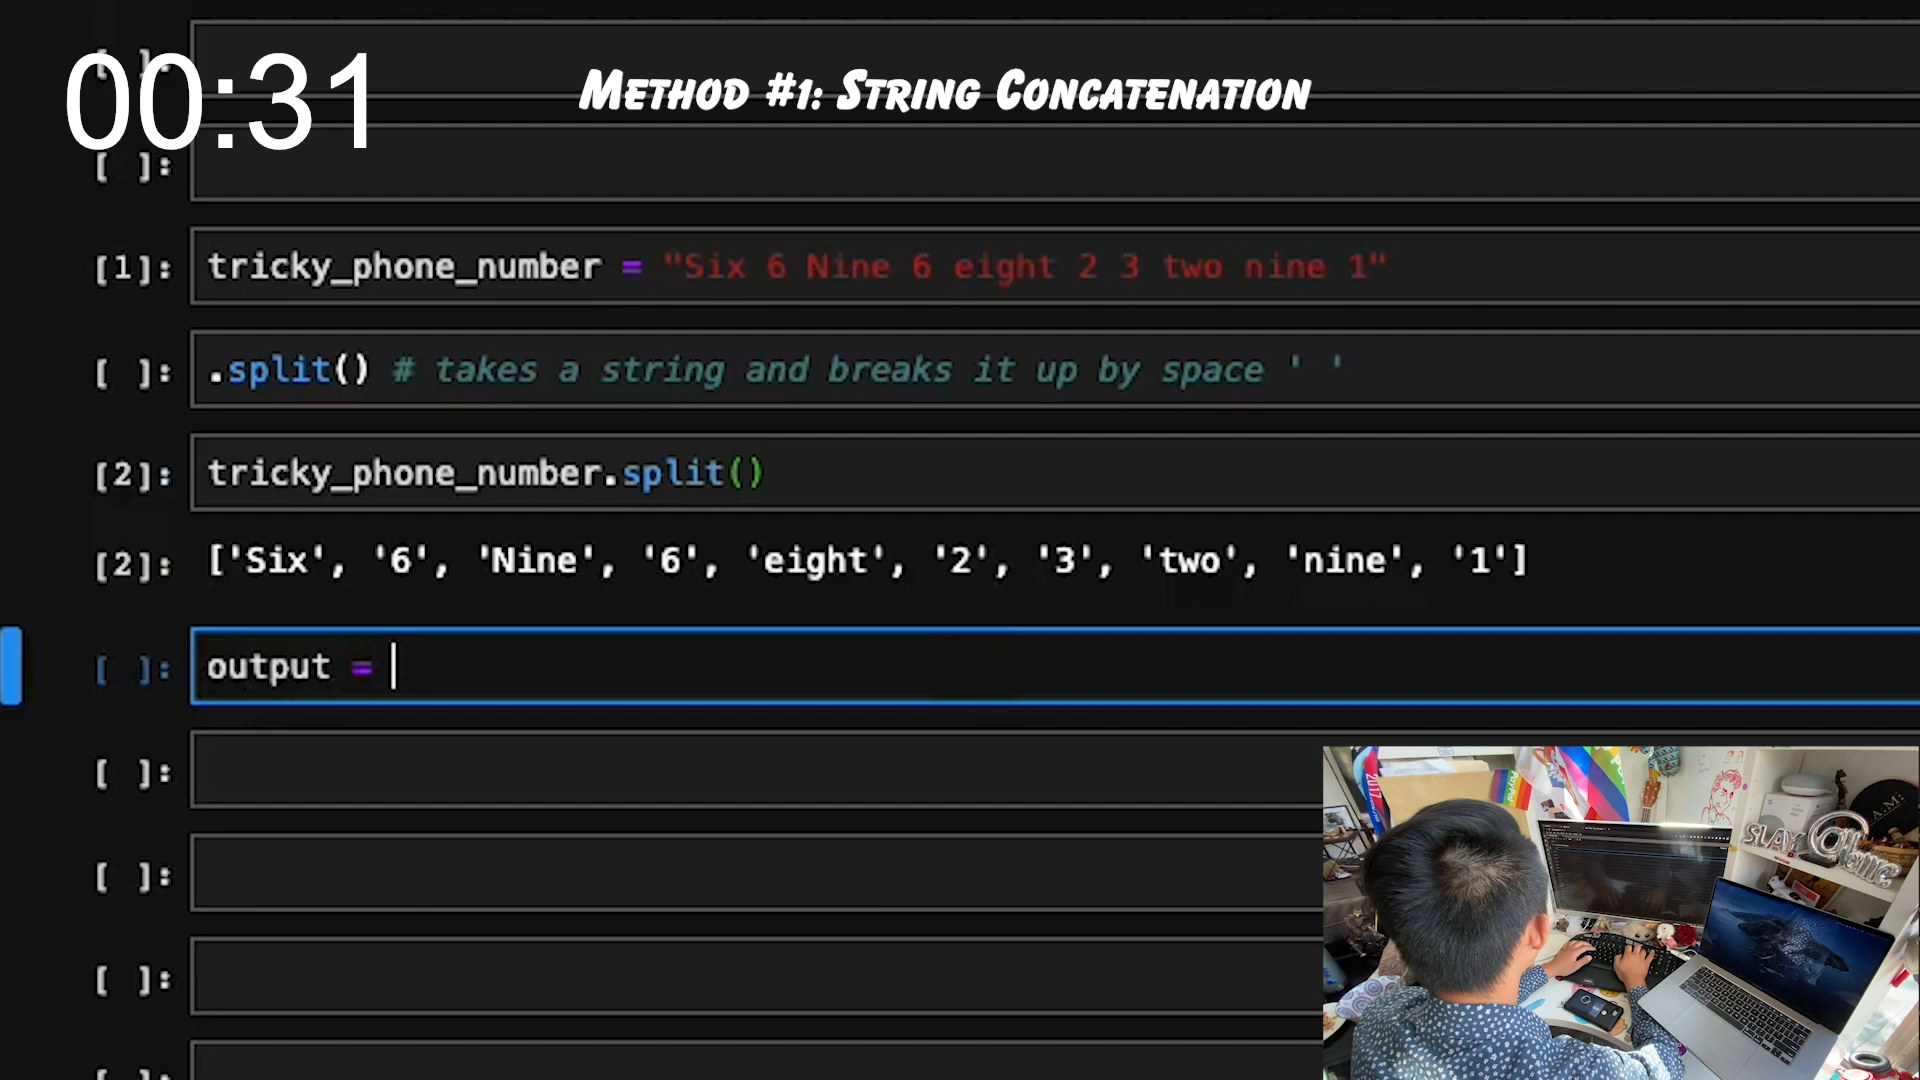 [ ]:
00:31
METHOD #1: STRING CONCATENATION
[ ]:
[1]: tricky_phone_number = "Six 6 Nine 6 eight 2 3 two nine 1"
[ ]: .split() # takes a string and breaks it up by space ' '
[2]: tricky_phone_number.split()
[2]: ['Six', '6', 'Nine', '6', 'eight', '2', '3', 'two', 'nine', '1']
[ ]: output =
[ ]:
[ ]:
[ ]:
[ ]:
PayPal
SLAY @Home